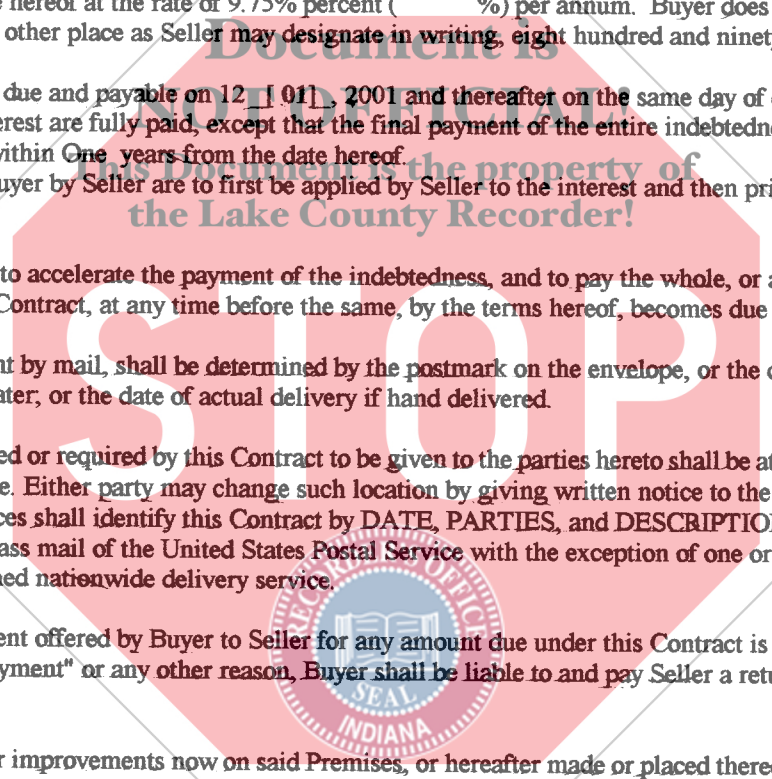 hereof at the rate of 9.75% percent ( %) per annum. Buyer does
other place as Seller may designate in writing, eight hundred and ninety
Document is
due and payable on 12 [ 01] , 2001 and thereafter on the same day of
NOT OFFICIAL!
erest are fully paid, except that the final payment of the entire indebtedn
within One years from the date hereof.
This Document is the property of
uyer by Seller are to first be applied by Seller to the interest and then pri
the Lake County Recorder!
to accelerate the payment of the indebtedness, and to pay the whole, or a
Contract, at any time before the same, by the terms hereof, becomes due
STOP
nt by mail, shall be determined by the postmark on the envelope, or the
ater; or the date of actual delivery if hand delivered.
ed or required by this Contract to be given to the parties hereto shall be at
e. Either party may change such location by giving written notice to the
ces shall identify this Contract by DATE, PARTIES, and DESCRIPTIO
ass mail of the United States Postal Service with the exception of one or
ned nationwide delivery service.
RECORDER'S OFFICE
ent offered by Buyer to Seller for any amount due under this Contract is
yment" or any other reason, Buyer shall be liable to and pay Seller a retu
SEAL
INDIANA
r improvements now on said Premises, or hereafter made or placed there